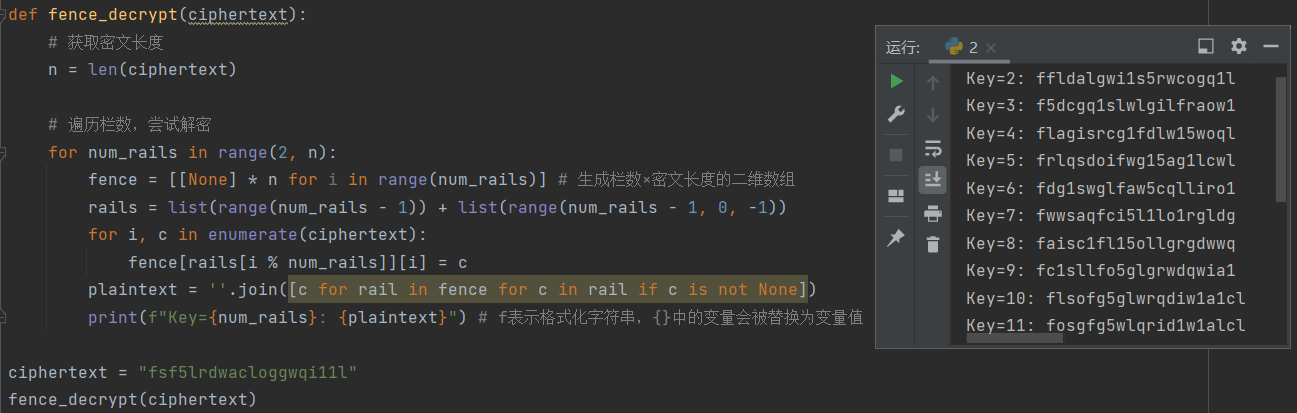 def fence_decrypt(ciphertext):
    # 获取密文长度
    n = len(ciphertext)
    # 遍历栏数，尝试解密
    for num_rails in range(2, n):
        fence = [[None] * n for i in range(num_rails)] # 生成栏数×密文长度的二维数组
        rails = list(range(num_rails - 1)) + list(range(num_rails - 1, 0, -1))
        for i, c in enumerate(ciphertext):
            fence[rails[i % num_rails]][i] = c
        plaintext = ''.join([c for rail in fence for c in rail if c is not None])
        print(f"Key={num_rails}: {plaintext}") # f表示格式化字符串，{}中的变量会被替换为变量值
ciphertext = "fsf5lrdwacloggwqi11l"
fence_decrypt(ciphertext)
运行: 2
Key=2: ffldalgwi1s5rwcogq1l
Key=3: f5dcgq1slwlgilfraow1
Key=4: flagisrcg1fdlw15woql
Key=5: frlqsdoifwg15ag1lcwl
Key=6: fdg1swglfaw5cqlliro1
Key=7: fwwsaqfci5l1lo1rgldg
Key=8: faisc1fl15ollgrgdwwq
Key=9: fc1sllfo5glgrwdqwia1
Key=10: flsofg5glwrqdiw1a1cl
Key=11: fosgfg5wlqrid1w1alcl